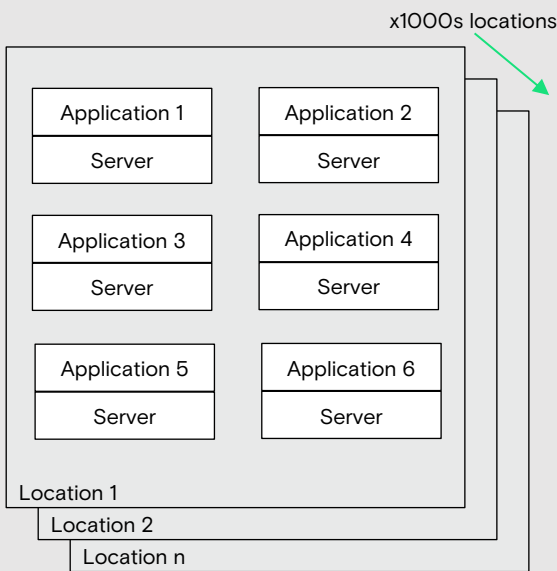 x1000s locations
Application 1
Application 2
Server
Server
Application 3
Application 4
Server
Server
Application 5
Application 6
Server
Server
Location 1
Location 2
Location n